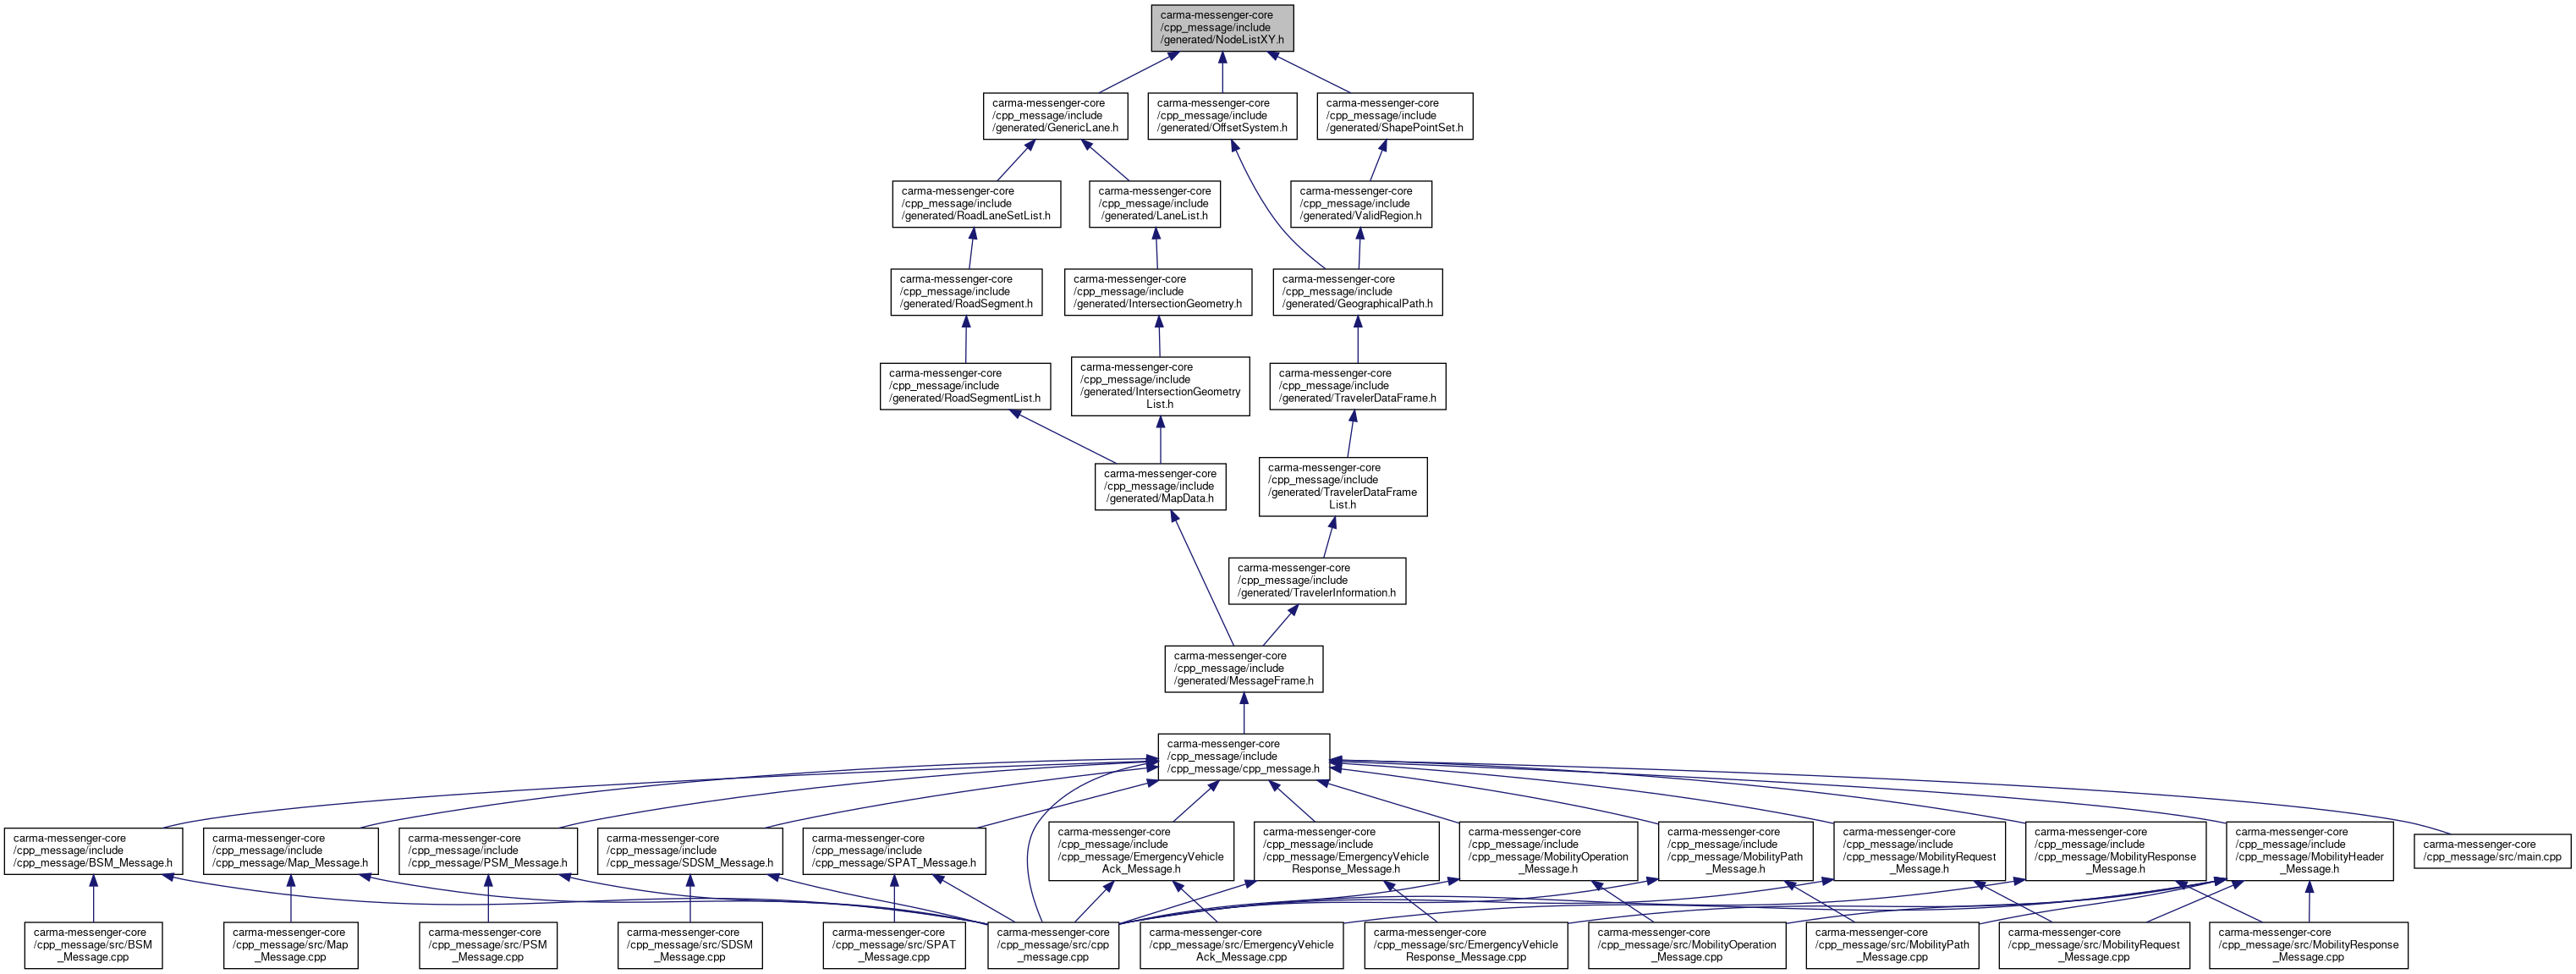 carma-messenger-core
/cpp_message/include
/generated/NodeListXY.h
carma-messenger-core
/cpp_message/include
/generated/GenericLane.h
carma-messenger-core
/cpp_message/include
/generated/OffsetSystem.h
carma-messenger-core
/cpp_message/include
/generated/ShapePointSet.h
carma-messenger-core
/cpp_message/include
/generated/RoadLaneSetList.h
carma-messenger-core
/cpp_message/include
/generated/LaneList.h
carma-messenger-core
/cpp_message/include
/generated/ValidRegion.h
carma-messenger-core
/cpp_message/include
/generated/RoadSegment.h
carma-messenger-core
/cpp_message/include
/generated/IntersectionGeometry.h
carma-messenger-core
/cpp_message/include
/generated/GeographicalPath.h
carma-messenger-core
/cpp_message/include
/generated/RoadSegmentList.h
carma-messenger-core
/cpp_message/include
/generated/IntersectionGeometry
List.h
carma-messenger-core
/cpp_message/include
/generated/TravelerDataFrame.h
carma-messenger-core
/cpp_message/include
/generated/MapData.h
carma-messenger-core
/cpp_message/include
/generated/TravelerDataFrame
List.h
carma-messenger-core
/cpp_message/include
/generated/TravelerInformation.h
carma-messenger-core
/cpp_message/include
/generated/MessageFrame.h
carma-messenger-core
/cpp_message/include
/cpp_message/cpp_message.h
carma-messenger-core
/cpp_message/include
/cpp_message/BSM_Message.h
carma-messenger-core
/cpp_message/include
/cpp_message/Map_Message.h
carma-messenger-core
/cpp_message/include
/cpp_message/PSM_Message.h
carma-messenger-core
/cpp_message/include
/cpp_message/SDSM_Message.h
carma-messenger-core
/cpp_message/include
/cpp_message/SPAT_Message.h
carma-messenger-core
/cpp_message/include
/cpp_message/EmergencyVehicle
Ack_Message.h
carma-messenger-core
/cpp_message/include
/cpp_message/EmergencyVehicle
Response_Message.h
carma-messenger-core
/cpp_message/include
/cpp_message/MobilityOperation
_Message.h
carma-messenger-core
/cpp_message/include
/cpp_message/MobilityPath
_Message.h
carma-messenger-core
/cpp_message/include
/cpp_message/MobilityRequest
_Message.h
carma-messenger-core
/cpp_message/include
/cpp_message/MobilityResponse
_Message.h
carma-messenger-core
/cpp_message/include
/cpp_message/MobilityHeader
_Message.h
carma-messenger-core
/cpp_message/src/main.cpp
carma-messenger-core
/cpp_message/src/BSM
_Message.cpp
carma-messenger-core
/cpp_message/src/Map
_Message.cpp
carma-messenger-core
/cpp_message/src/PSM
_Message.cpp
carma-messenger-core
/cpp_message/src/SDSM
_Message.cpp
carma-messenger-core
/cpp_message/src/SPAT
_Message.cpp
carma-messenger-core
/cpp_message/src/cpp
_message.cpp
carma-messenger-core
/cpp_message/src/EmergencyVehicle
Ack_Message.cpp
carma-messenger-core
/cpp_message/src/EmergencyVehicle
Response_Message.cpp
carma-messenger-core
/cpp_message/src/MobilityOperation
_Message.cpp
carma-messenger-core
/cpp_message/src/MobilityPath
_Message.cpp
carma-messenger-core
/cpp_message/src/MobilityRequest
_Message.cpp
carma-messenger-core
/cpp_message/src/MobilityResponse
_Message.cpp